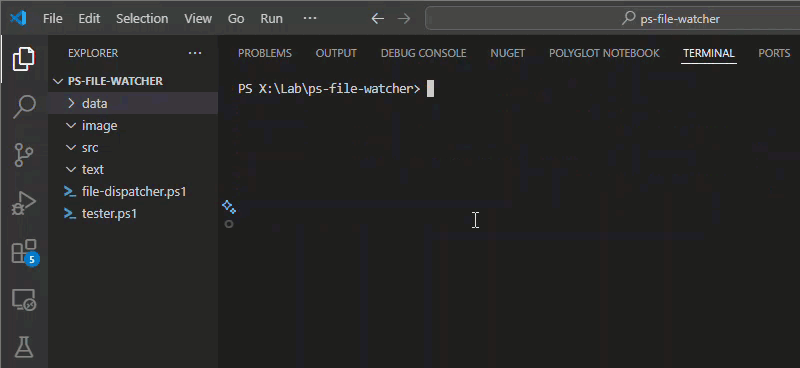 File Edit Selection View Go Run ··· ps-file-watcher
EXPLORER ··· PROBLEMS OUTPUT DEBUG CONSOLE NUGET POLYGLOT NOTEBOOK TERMINAL PORTS
PS-FILE-WATCHER
PS X:\Lab\ps-file-watcher>
data
image
src
text
file-dispatcher.ps1
tester.ps1
5